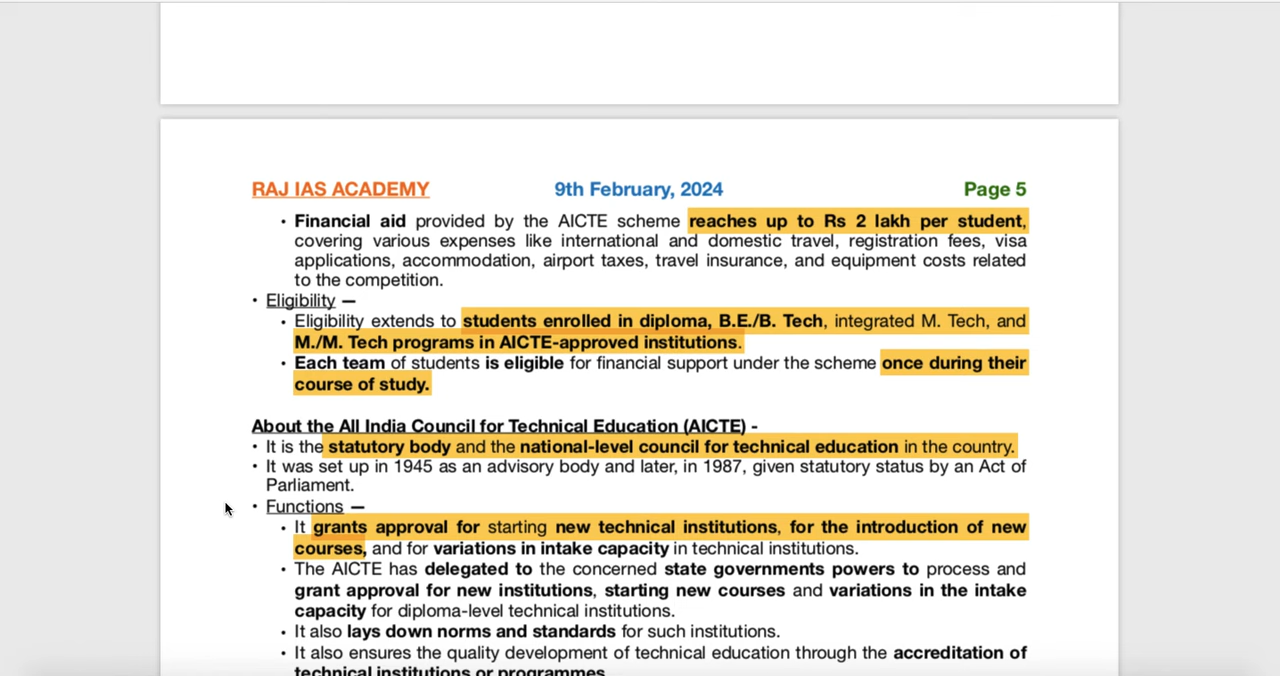 RAJ IAS ACADEMY 9th February, 2024 Page 5
• Financial aid provided by the AICTE scheme reaches up to Rs 2 lakh per student,
covering various expenses like international and domestic travel, registration fees, visa
applications, accommodation, airport taxes, travel insurance, and equipment costs related
to the competition.
• Eligibility —
• Eligibility extends to students enrolled in diploma, B.E./B. Tech, integrated M. Tech, and
M./M. Tech programs in AICTE-approved institutions.
• Each team of students is eligible for financial support under the scheme once during their
course of study.
About the All India Council for Technical Education (AICTE) -
• It is the statutory body and the national-level council for technical education in the country.
• It was set up in 1945 as an advisory body and later, in 1987, given statutory status by an Act of
Parliament.
• Functions —
• It grants approval for starting new technical institutions, for the introduction of new
courses, and for variations in intake capacity in technical institutions.
• The AICTE has delegated to the concerned state governments powers to process and
grant approval for new institutions, starting new courses and variations in the intake
capacity for diploma-level technical institutions.
• It also lays down norms and standards for such institutions.
• It also ensures the quality development of technical education through the accreditation of
technical institutions or programmes.